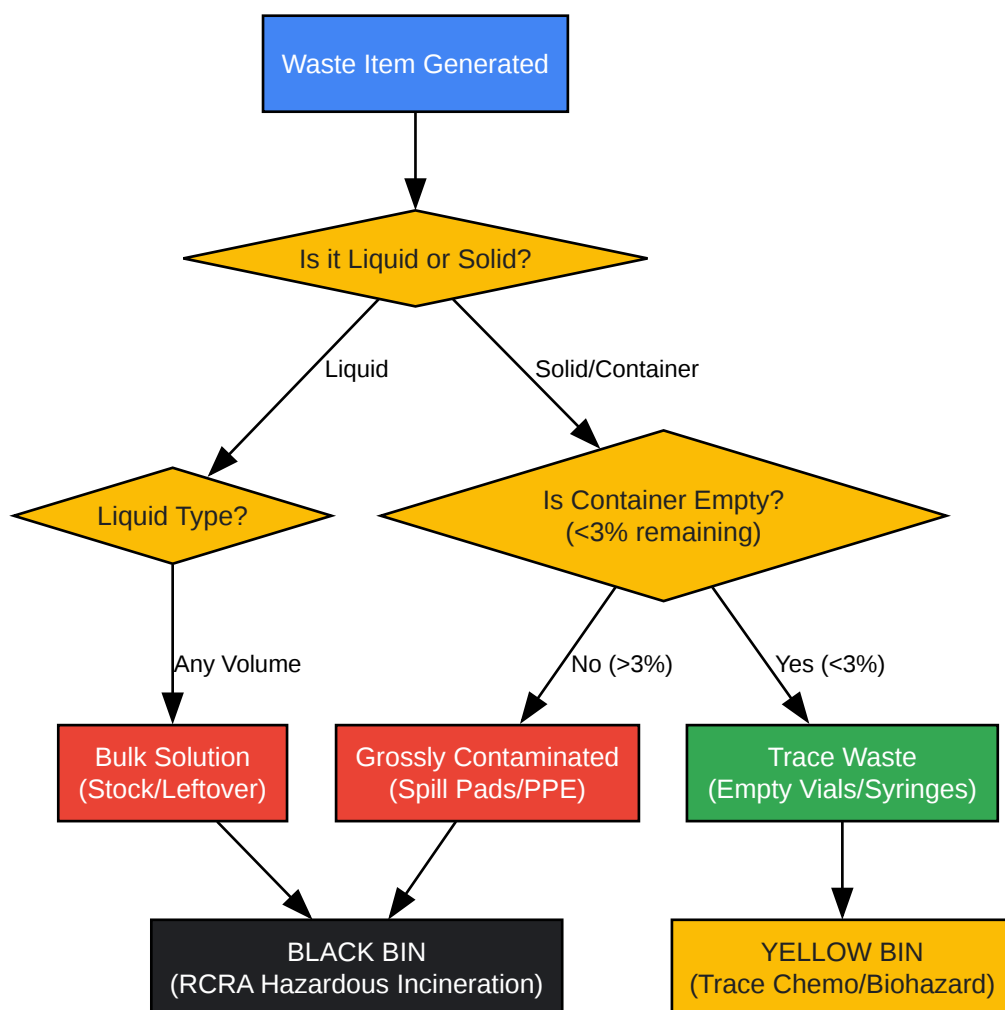 Waste Item Generated
Is it Liquid or Solid?
Liquid
Solid/Container
Liquid Type?
Is Container Empty?
(<3% remaining)
Any Volume
No (>3%)
Yes (<3%)
Bulk Solution
(Stock/Leftover)
Grossly Contaminated
(Spill Pads/PPE)
Trace Waste
(Empty Vials/Syringes)
BLACK BIN
(RCRA Hazardous Incineration)
YELLOW BIN
(Trace Chemo/Biohazard)